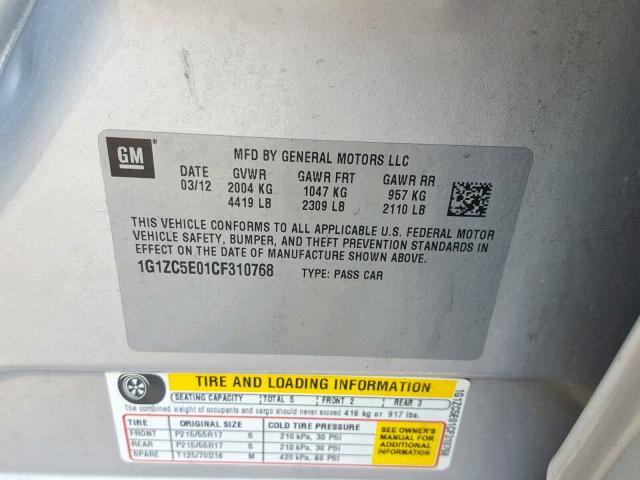 GM
MFD BY GENERAL MOTORS LLC
DATE GVWR GAWR FRT GAWR RR
03/12 2004 KG 1047 KG 957 KG
4419 LB 2309 LB 2110 LB
THIS VEHICLE CONFORMS TO ALL APPLICABLE U.S. FEDERAL MOTOR
VEHICLE SAFETY, BUMPER, AND THEFT PREVENTION STANDARDS IN
EFFECT ON THE DATE OF MANUFACTURE SHOWN ABOVE.
1G1ZC5E01CF310768 TYPE: PASS CAR
TIRE AND LOADING INFORMATION
SEATING CAPACITY TOTAL 5 FRONT 2 REAR 3
The combined weight of occupants and cargo should never exceed 416 kg or 917 lbs.
TIRE ORIGINAL SIZE COLD TIRE PRESSURE
FRONT P215/55R17 S 210 kPa, 30 PSI
REAR P215/55R17 S 210 kPa, 30 PSI
SPARE T125/70D16 M 420 kPa, 60 PSI
SEE OWNER'S
MANUAL FOR
ADDITIONAL
INFORMATION
1G1ZC5E01CF310768